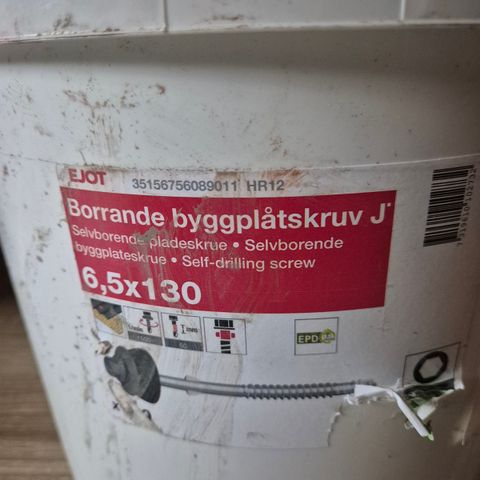 EJOT
35156756089011 HR12
Borrande byggplåtskruv J
Selvborende pladeskrue • Selvborende
byggplateskrue • Self-drilling screw
6,5x130
EPD